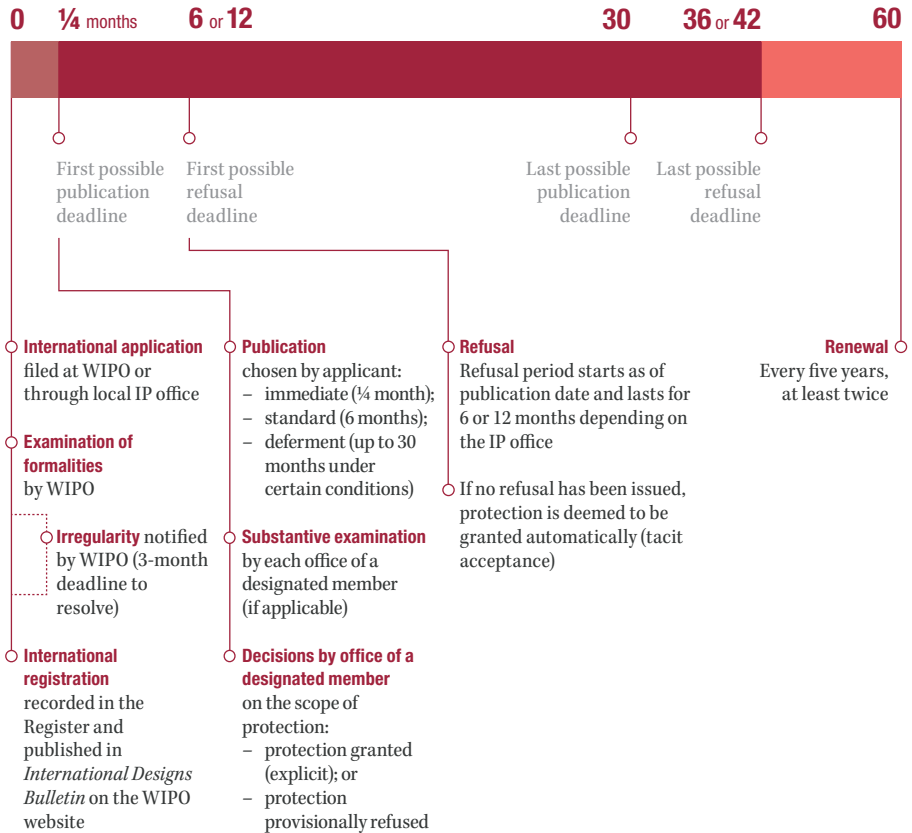 0
¼ months
6 or 12
30
36 or 42
60
First possible
publication
deadline
First possible
refusal
deadline
Last possible
publication
deadline
Last possible
refusal
deadline
International application
filed at WIPO or
through local IP office
Examination of
formalities
by WIPO
Irregularity notified
by WIPO (3-month
deadline to
resolve)
International
registration
recorded in the
Register and
published in
International Designs
Bulletin on the WIPO
website
Publication
chosen by applicant:
– immediate (¼ month);
– standard (6 months);
– deferment (up to 30
months under
certain conditions)
Substantive examination
by each office of a
designated member
(if applicable)
Decisions by office of a
designated member
on the scope of
protection:
– protection granted
(explicit); or
– protection
provisionally refused
Refusal
Refusal period starts as of
publication date and lasts for
6 or 12 months depending on
the IP office
If no refusal has been issued,
protection is deemed to be
granted automatically (tacit
acceptance)
Renewal
Every five years,
at least twice